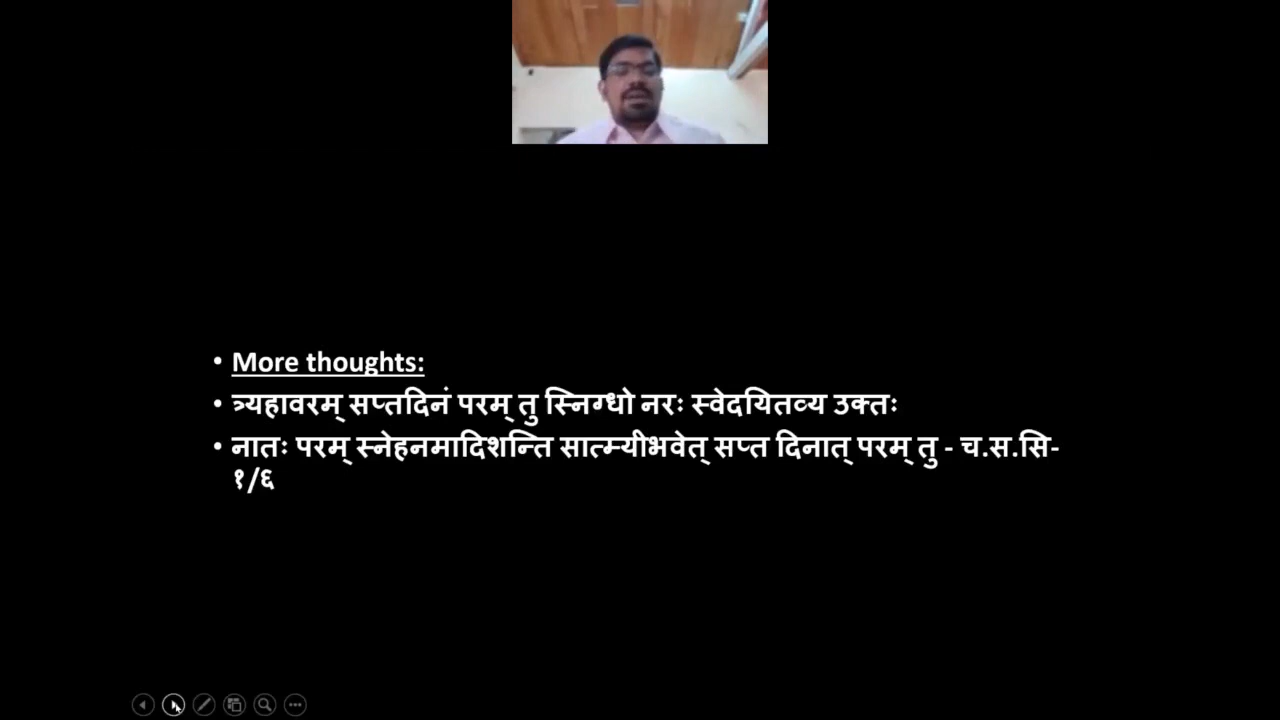 • More thoughts:
• त्र्यहावरम् सप्तदिनं परम् तु स्निग्धो नरः स्वेदयितव्य उक्तः
• नातः परम् स्नेहनमादिशन्ति सात्म्यीभवेत् सप्त दिनात् परम् तु - च.स.सि-
१/६